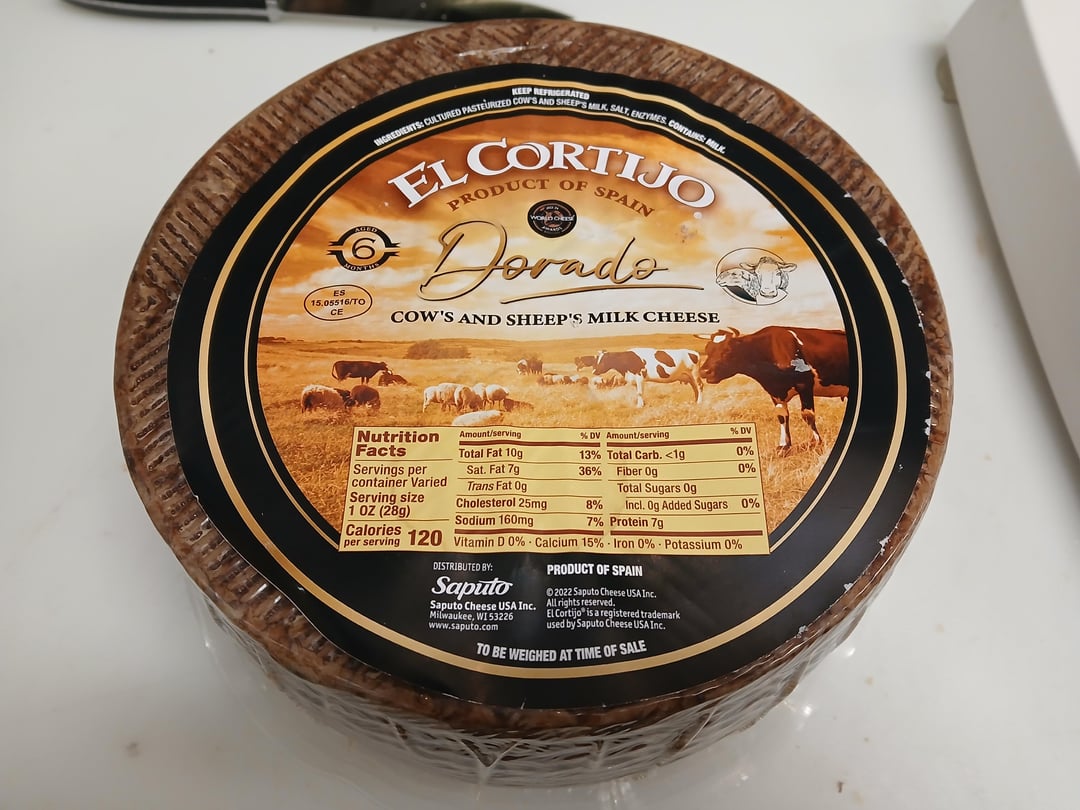 KEEP REFRIGERATED
INGREDIENTS: CULTURED PASTEURIZED COW'S AND SHEEP'S MILK, SALT, ENZYMES. CONTAINS: MILK.
EL CORTIJO
PRODUCT OF SPAIN
WORLD CHEESE
AWARDS
AGED
6
MONTHS
Dorado
ES
15.05516/TO
CE
COW'S AND SHEEP'S MILK CHEESE
Nutrition
Facts
Servings per
container Varied
Serving size
1 OZ (28g)
Calories
per serving 120
Amount/serving % DV
Total Fat 10g 13%
Sat. Fat 7g 36%
Trans Fat 0g
Cholesterol 25mg 8%
Sodium 160mg 7%
Amount/serving % DV
Total Carb. <1g 0%
Fiber 0g 0%
Total Sugars 0g
Incl. 0g Added Sugars 0%
Protein 7g
Vitamin D 0% · Calcium 15% · Iron 0% · Potassium 0%
DISTRIBUTED BY:
Saputo
Saputo Cheese USA Inc.
Milwaukee, WI 53226
www.saputo.com
PRODUCT OF SPAIN
© 2022 Saputo Cheese USA Inc.
All rights reserved.
El Cortijo® is a registered trademark
used by Saputo Cheese USA Inc.
TO BE WEIGHED AT TIME OF SALE